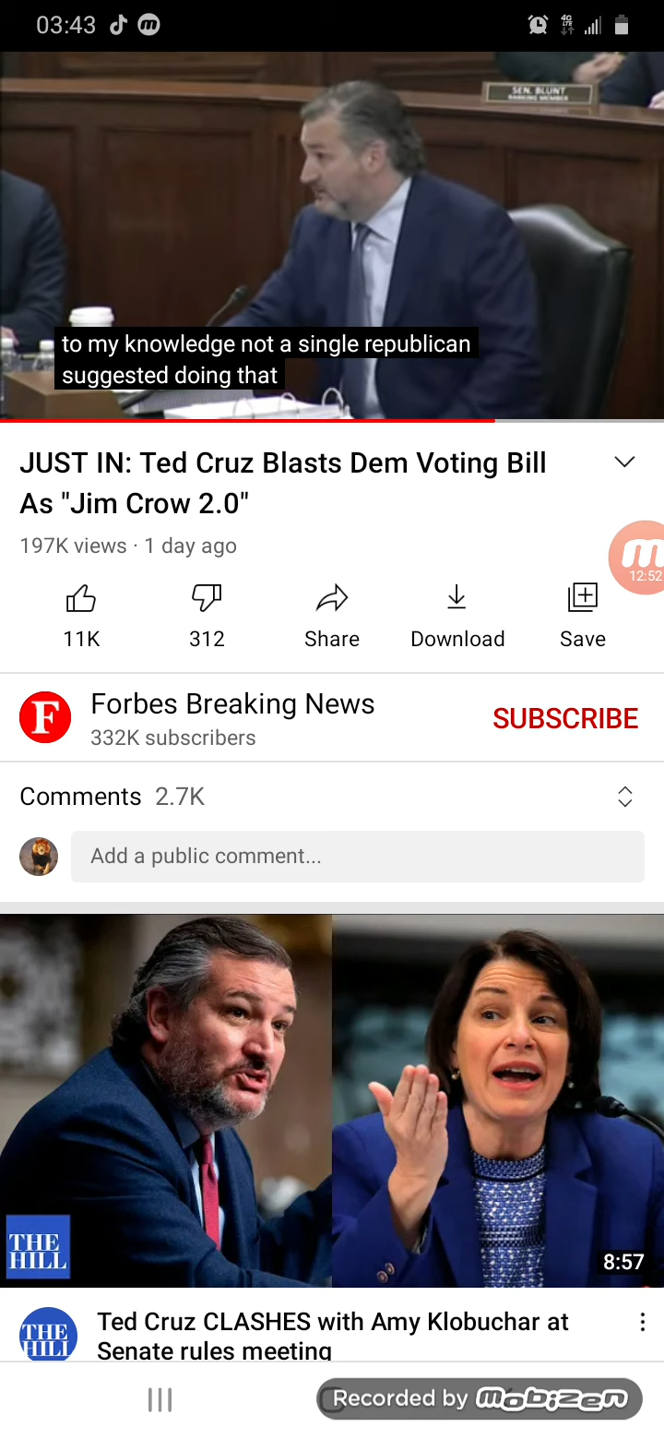 03:43
SEN. BLUNT
RANKING MEMBER
to my knowledge not a single republican
suggested doing that
JUST IN: Ted Cruz Blasts Dem Voting Bill
As "Jim Crow 2.0"
197K views · 1 day ago
12:52
11K
312
Share
Download
Save
F
Forbes Breaking News
332K subscribers
SUBSCRIBE
Comments 2.7K
Add a public comment...
THE
HILL
8:57
THE
HILL
Ted Cruz CLASHES with Amy Klobuchar at
Senate rules meeting
Recorded by mobizen